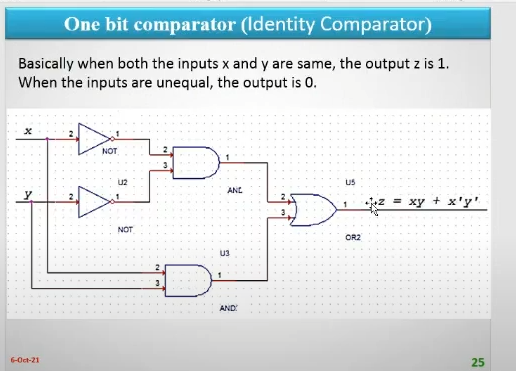 One bit comparator (Identity Comparator)
Basically when both the inputs x and y are same, the output z is 1.
When the inputs are unequal, the output is 0.
x
2
1
NOT
2
3
1
AND
U2
y
2
1
NOT
2
3
1
U5
z = xy + x'y'
OR2
U3
2
3
1
AND
6-Oct-21
25